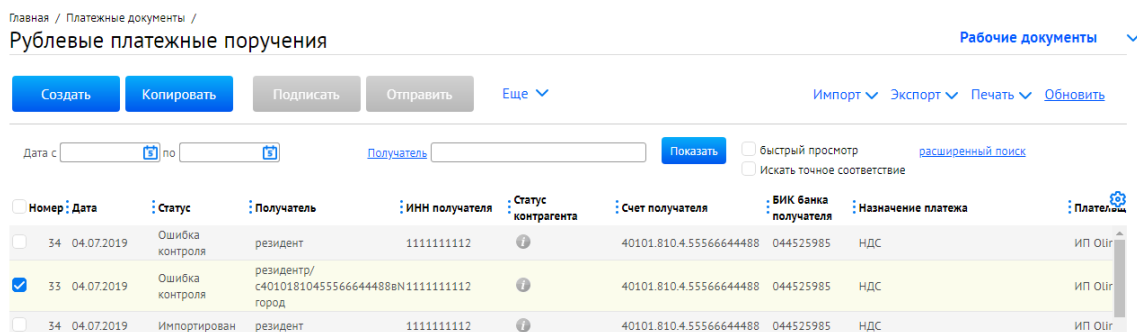 Главная / Платежные документы /
Рублевые платежные поручения
Рабочие документы
Создать Копировать Подписать Отправить Еще Импорт Экспорт Печать Обновить
Дата с по Получатель Показать быстрый просмотр расширенный поиск
Искать точное соответствие
Номер Дата Статус Получатель ИНН получателя Статус контрагента Счет получателя БИК банка получателя Назначение платежа Плательщ
34 04.07.2019 Ошибка контроля резидент 1111111112 40101.810.4.55566644488 044525985 НДС ИП Olir
33 04.07.2019 Ошибка контроля резидентр/ с40101810455566644488вN город 1111111112 40101.810.4.55566644488 044525985 НДС ИП Olir
34 04.07.2019 Импортирован резидент 1111111112 40101.810.4.55566644488 044525985 НДС ИП Olir